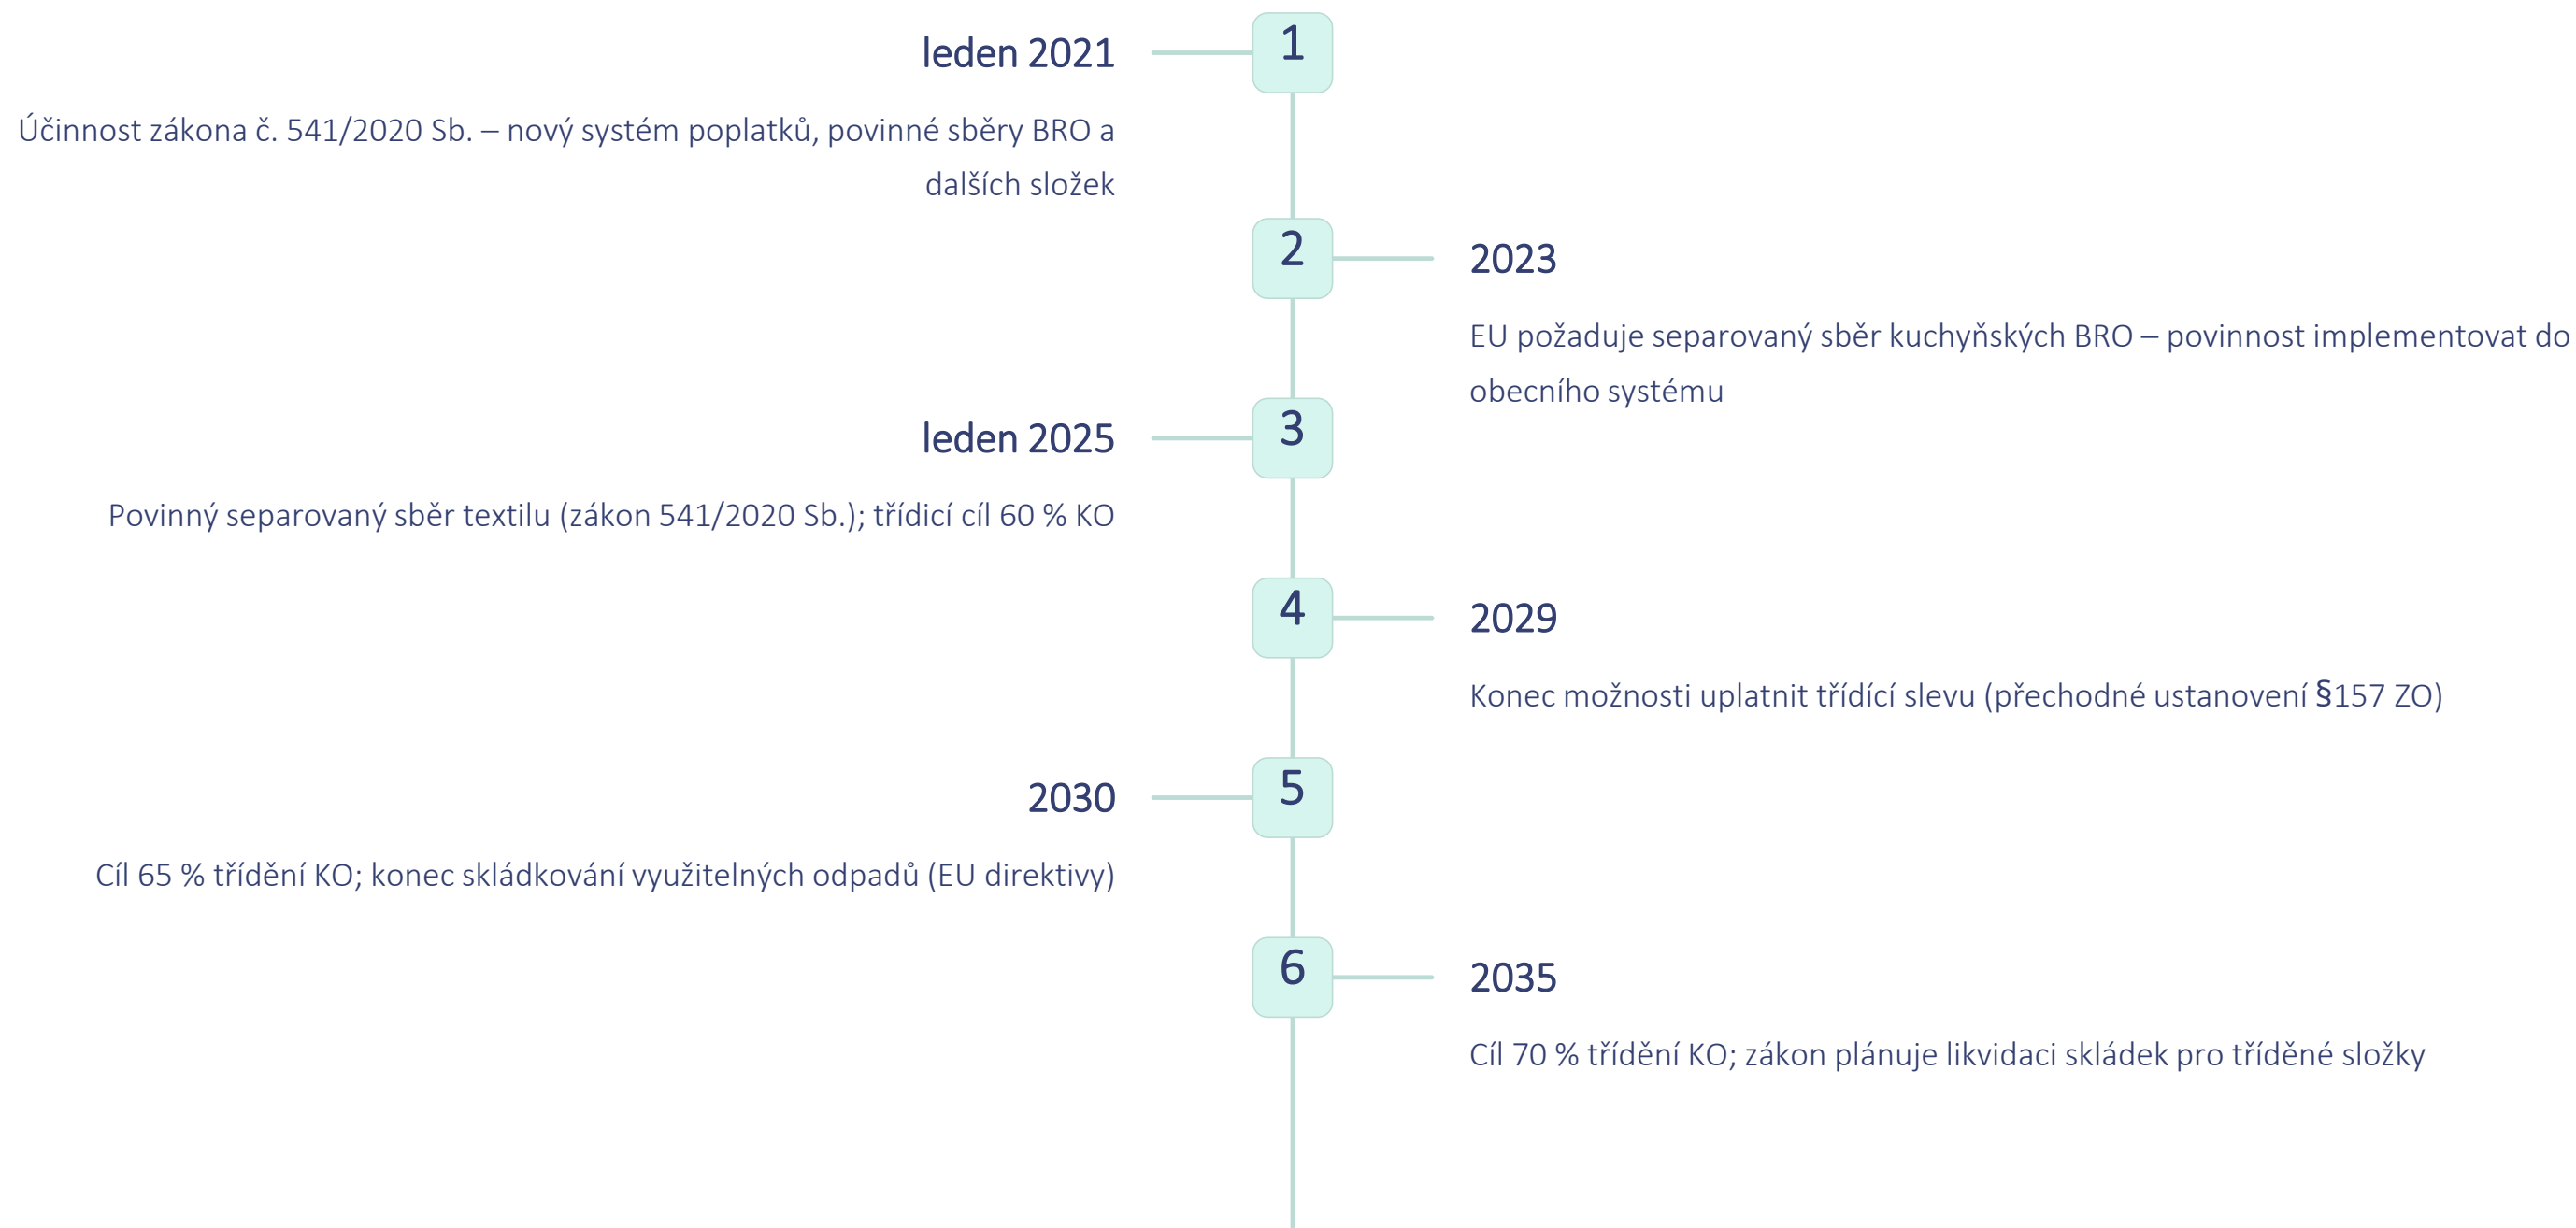 1
leden 2021
Účinnost zákona č. 541/2020 Sb. – nový systém poplatků, povinné sběry BRO a
dalších složek
2
2023
EU požaduje separovaný sběr kuchyňských BRO – povinnost implementovat do
obecního systému
3
leden 2025
Povinný separovaný sběr textilu (zákon 541/2020 Sb.); třídicí cíl 60 % KO
4
2029
Konec možnosti uplatnit třídící slevu (přechodné ustanovení §157 ZO)
5
2030
Cíl 65 % třídění KO; konec skládkování využitelných odpadů (EU direktivy)
6
2035
Cíl 70 % třídění KO; zákon plánuje likvidaci skládek pro tříděné složky